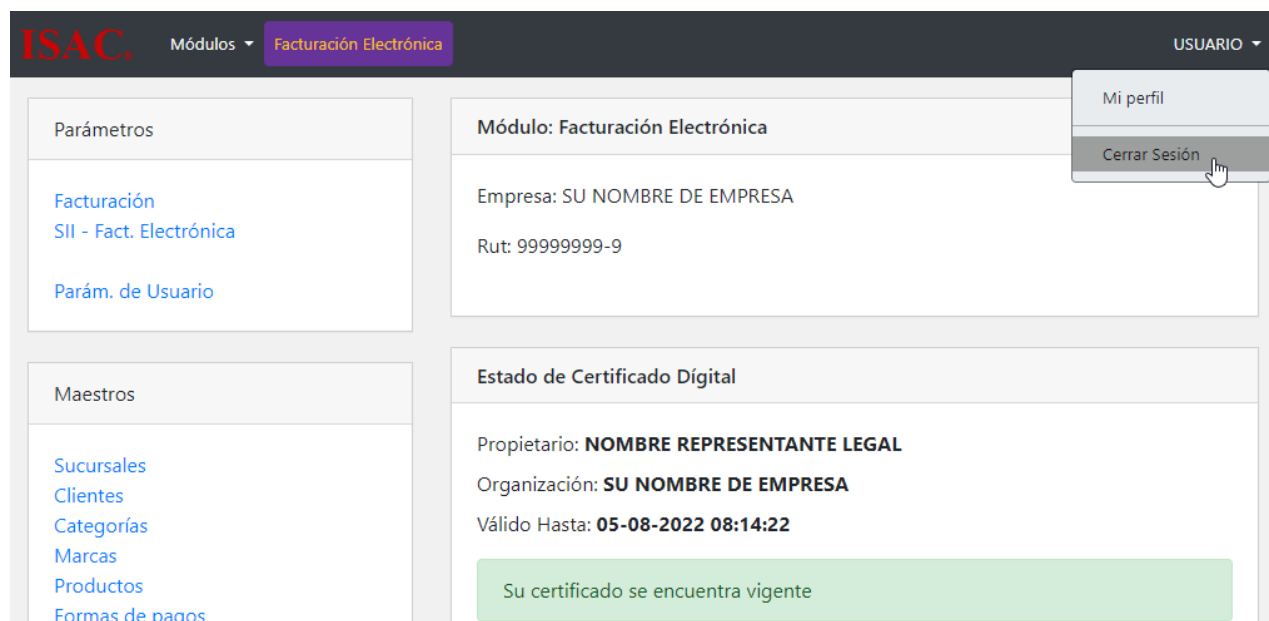 ISAC®
Módulos
Facturación Electrónica
USUARIO
Mi perfil
Cerrar Sesión
Parámetros
Facturación
SII - Fact. Electrónica
Parám. de Usuario
Maestros
Sucursales
Clientes
Categorías
Marcas
Productos
Formas de pagos
Módulo: Facturación Electrónica
Empresa: SU NOMBRE DE EMPRESA
Rut: 99999999-9
Estado de Certificado Dígital
Propietario: NOMBRE REPRESENTANTE LEGAL
Organización: SU NOMBRE DE EMPRESA
Válido Hasta: 05-08-2022 08:14:22
Su certificado se encuentra vigente